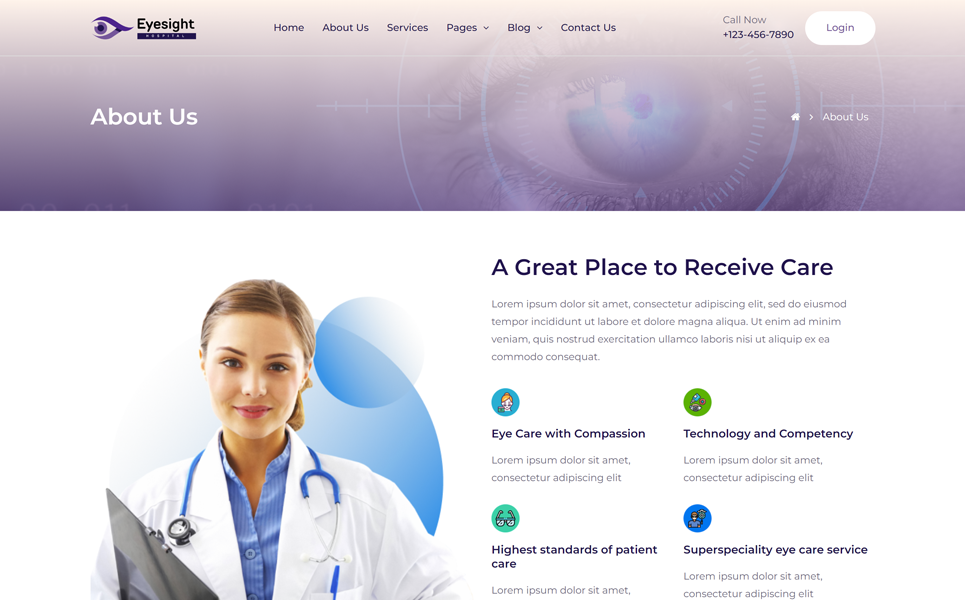 Eyesight
HOSPITAL
Home About Us Services Pages Blog Contact Us
Call Now
+123-456-7890
Login
About Us
About Us
A Great Place to Receive Care
Lorem ipsum dolor sit amet, consectetur adipiscing elit, sed do eiusmod
tempor incididunt ut labore et dolore magna aliqua. Ut enim ad minim
veniam, quis nostrud exercitation ullamco laboris nisi ut aliquip ex ea
commodo consequat.
Eye Care with Compassion
Lorem ipsum dolor sit amet,
consectetur adipiscing elit
Technology and Competency
Lorem ipsum dolor sit amet,
consectetur adipiscing elit
Highest standards of patient
care
Lorem ipsum dolor sit amet,
Superspeciality eye care service
Lorem ipsum dolor sit amet,
consectetur adipiscing elit